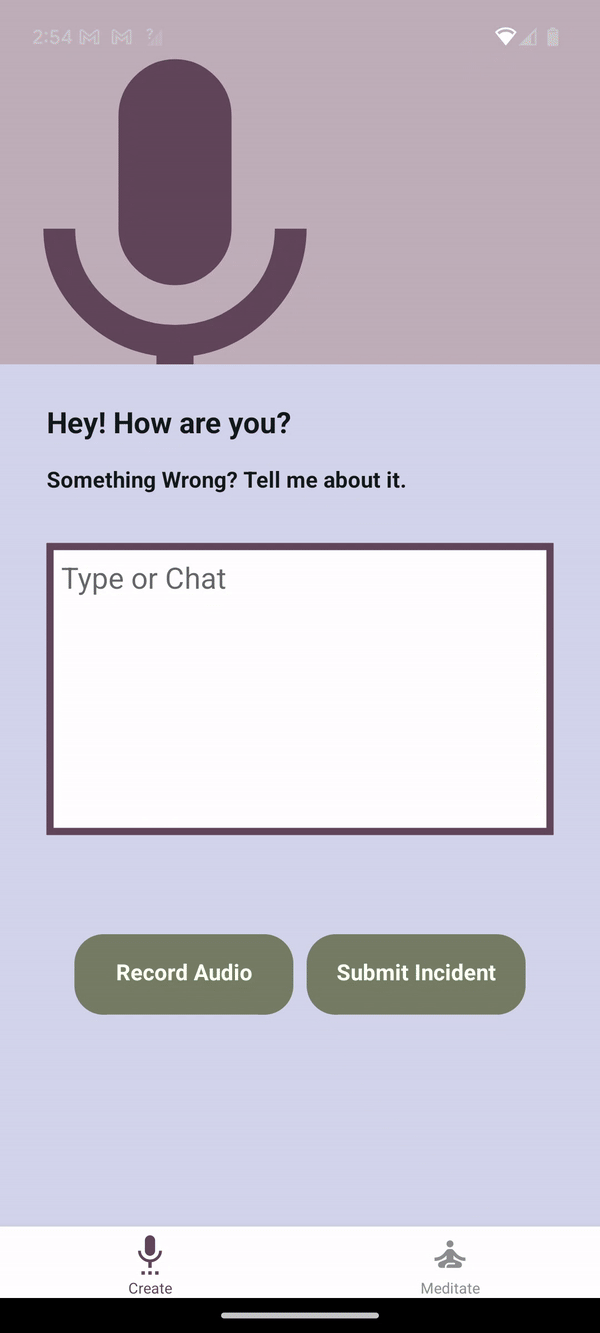 2:54
Hey! How are you?
Something Wrong? Tell me about it.
Type or Chat
Record Audio
Submit Incident
Create
Meditate